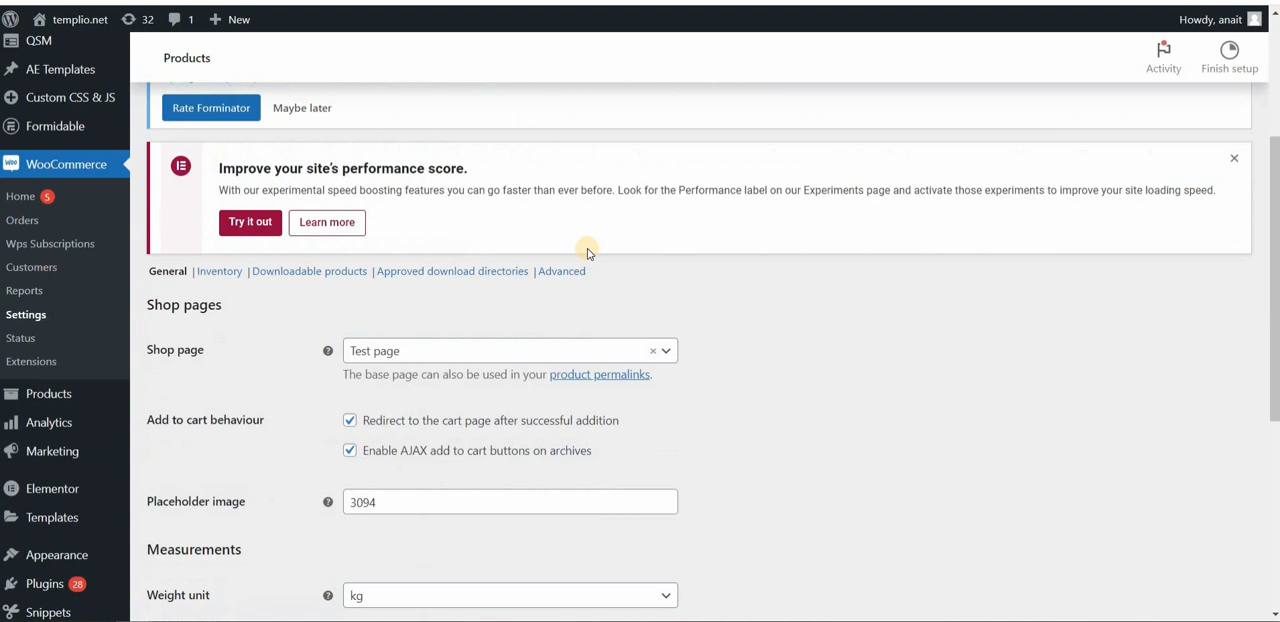 templio.net 32 1 New Howdy, anait
QSM
AE Templates
Custom CSS & JS
Formidable
WooCommerce
Home 5
Orders
Wps Subscriptions
Customers
Reports
Settings
Status
Extensions
Products
Analytics
Marketing
Elementor
Templates
Appearance
Plugins 28
Snippets
Products
Activity
Finish setup
Rate Forminator Maybe later
Improve your site's performance score.
With our experimental speed boosting features you can go faster than ever before. Look for the Performance label on our Experiments page and activate those experiments to improve your site loading speed.
Try it out Learn more
General | Inventory | Downloadable products | Approved download directories | Advanced
Shop pages
Shop page Test page
The base page can also be used in your product permalinks.
Add to cart behaviour Redirect to the cart page after successful addition
Enable AJAX add to cart buttons on archives
Placeholder image 3094
Measurements
Weight unit kg